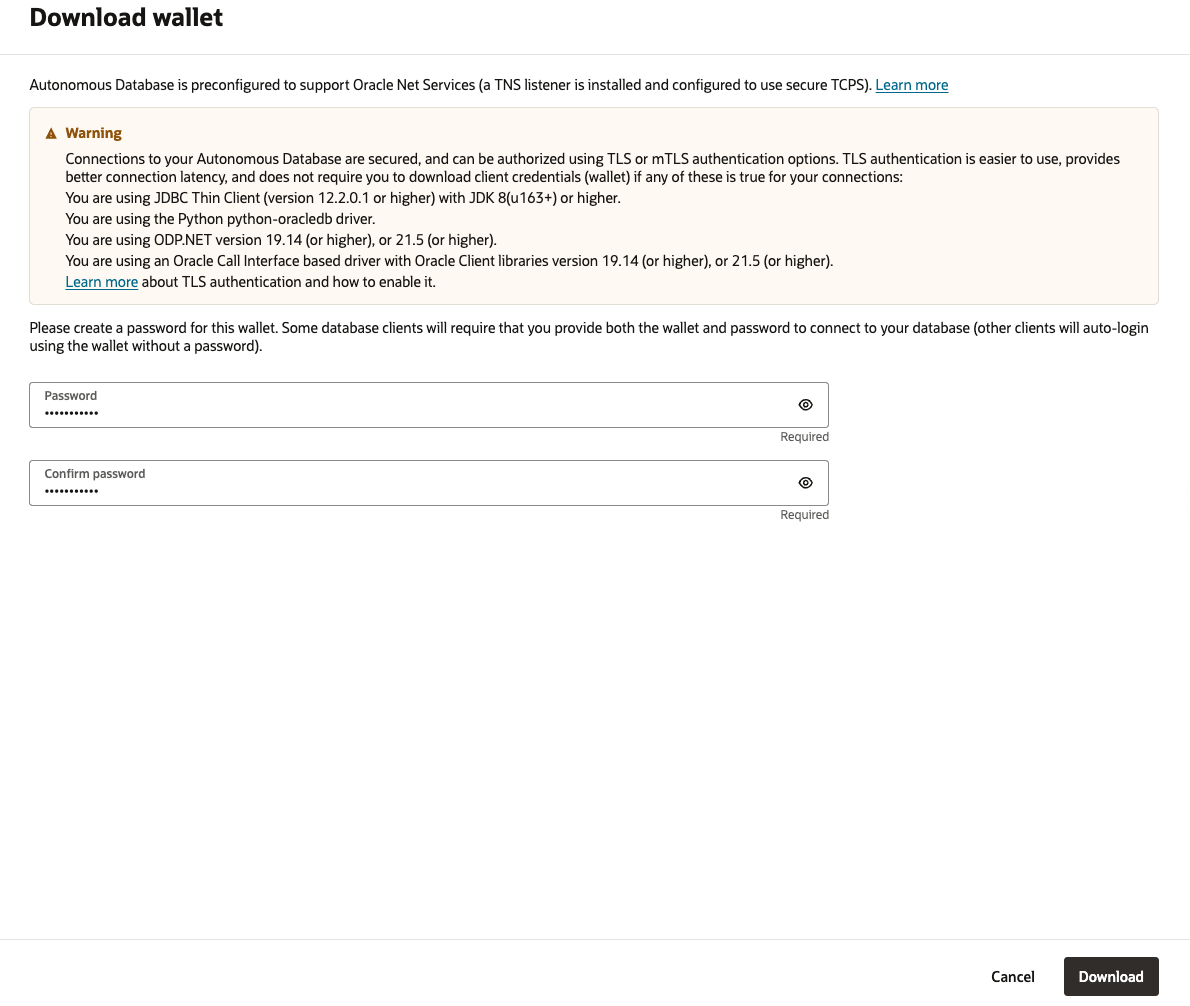 Download wallet
Autonomous Database is preconfigured to support Oracle Net Services (a TNS listener is installed and configured to use secure TCPS). Learn more
Warning
Connections to your Autonomous Database are secured, and can be authorized using TLS or mTLS authentication options. TLS authentication is easier to use, provides
better connection latency, and does not require you to download client credentials (wallet) if any of these is true for your connections:
You are using JDBC Thin Client (version 12.2.0.1 or higher) with JDK 8(u163+) or higher.
You are using the Python python-oracledb driver.
You are using ODP.NET version 19.14 (or higher), or 21.5 (or higher).
You are using an Oracle Call Interface based driver with Oracle Client libraries version 19.14 (or higher), or 21.5 (or higher).
Learn more about TLS authentication and how to enable it.
Please create a password for this wallet. Some database clients will require that you provide both the wallet and password to connect to your database (other clients will auto-login
using the wallet without a password).
Password
•••••••••••
Required
Confirm password
•••••••••••
Required
Cancel
Download